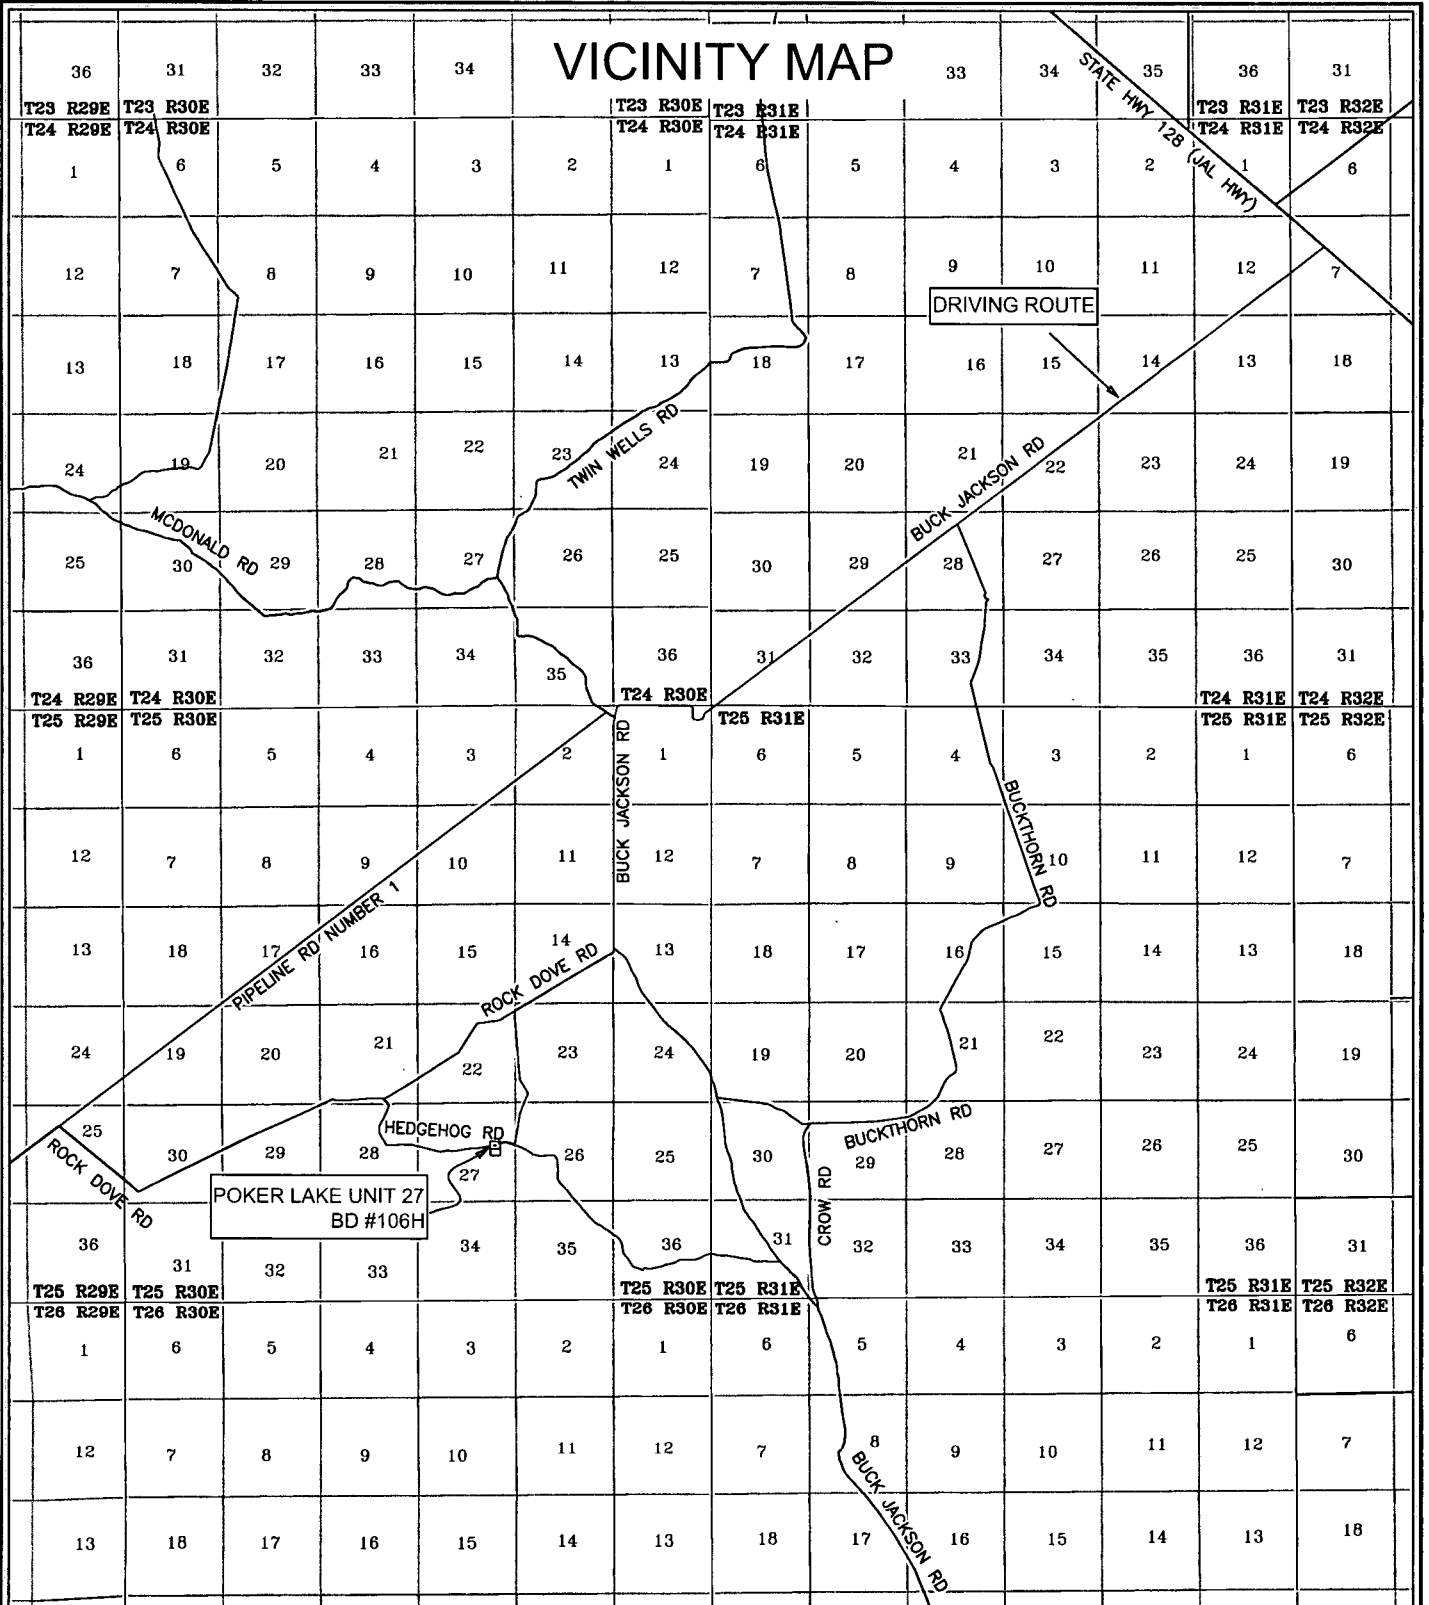 VICINITY MAP
36 31 32 33 34 33 34 35 36 31
STATE HWY 128 (JAL HWY)
T23 R29E T23 R30E T23 R30E T23 R31E T23 R31E T23 R32E
T24 R29E T24 R30E T24 R30E T24 R31E T24 R31E T24 R32E
1 6 5 4 3 2 1 6 5 4 3 2 1 6
12 7 8 9 10 11 12 7 8 9 10 11 12 7
DRIVING ROUTE
13 18 17 16 15 14 13 18 17 16 15 14 13 18
TWIN WELLS RD
BUCK JACKSON RD
24 19 20 21 22 23 24 19 20 21 22 23 24 19
MCDONALD RD
25 30 29 28 27 26 25 30 29 28 27 26 25 30
36 31 32 33 34 35 36 31 32 33 34 35 36 31
T24 R29E T24 R30E T24 R30E T24 R31E T24 R32E
T25 R29E T25 R30E T25 R31E T25 R31E T25 R32E
1 6 5 4 3 2 1 6 5 4 3 2 1 6
BUCK JACKSON RD
BUCKTHORN RD
12 7 8 9 10 11 12 7 8 9 10 11 12 7
PIPELINE RD NUMBER 1
13 18 17 16 15 14 13 18 17 16 15 14 13 18
ROCK DOVE RD
24 19 20 21 22 23 24 19 20 21 22 23 24 19
HEDGEHOG RD
BUCKTHORN RD
25 30 29 28 27 26 25 30 29 28 27 26 25 30
ROCK DOVE RD
POKER LAKE UNIT 27
BD #106H
CROW RD
36 31 32 33 34 35 36 31 32 33 34 35 36 31
T25 R29E T25 R30E T25 R30E T25 R31E T25 R31E T25 R32E
T26 R29E T26 R30E T26 R30E T26 R31E T26 R31E T26 R32E
1 6 5 4 3 2 1 6 5 4 3 2 1 6
12 7 8 9 10 11 12 7 8 9 10 11 12 7
BUCK JACKSON RD
13 18 17 16 15 14 13 18 17 16 15 14 13 18